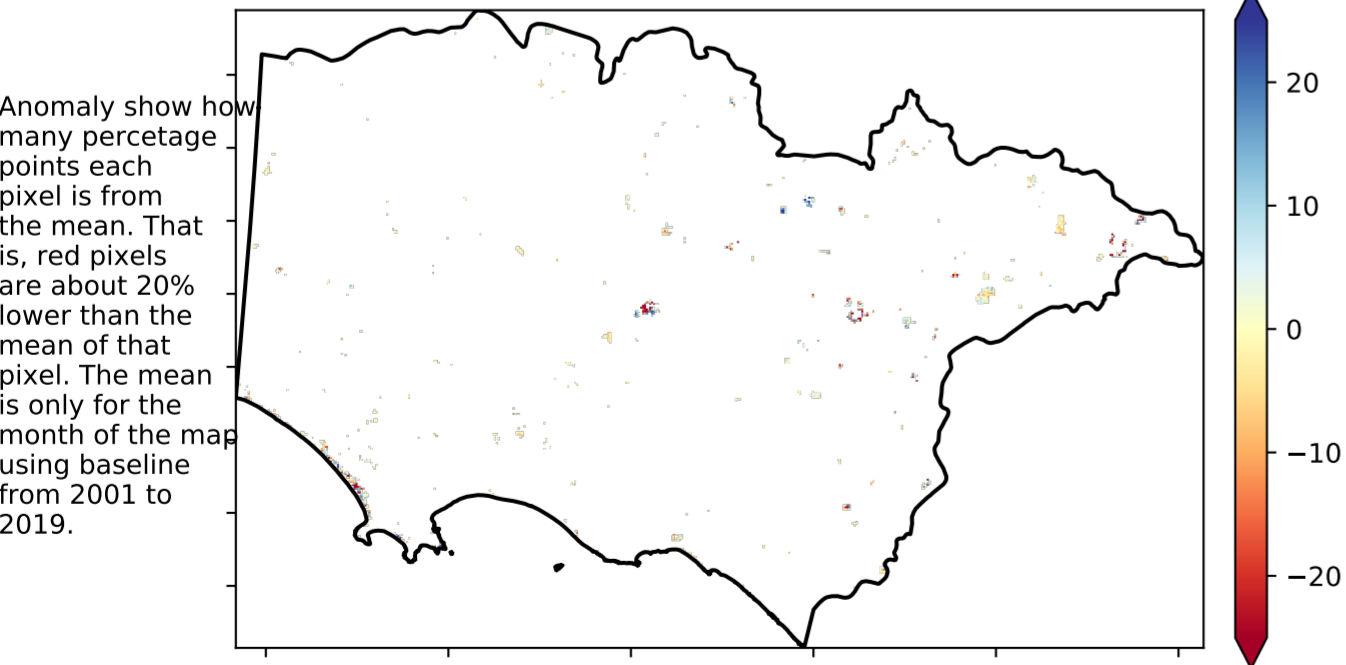 Anomaly show how
many percetage
points each
pixel is from
the mean. That
is, red pixels
are about 20%
lower than the
mean of that
pixel. The mean
is only for the
month of the map
using baseline
from 2001 to
2019.
20
10
0
−10
−20